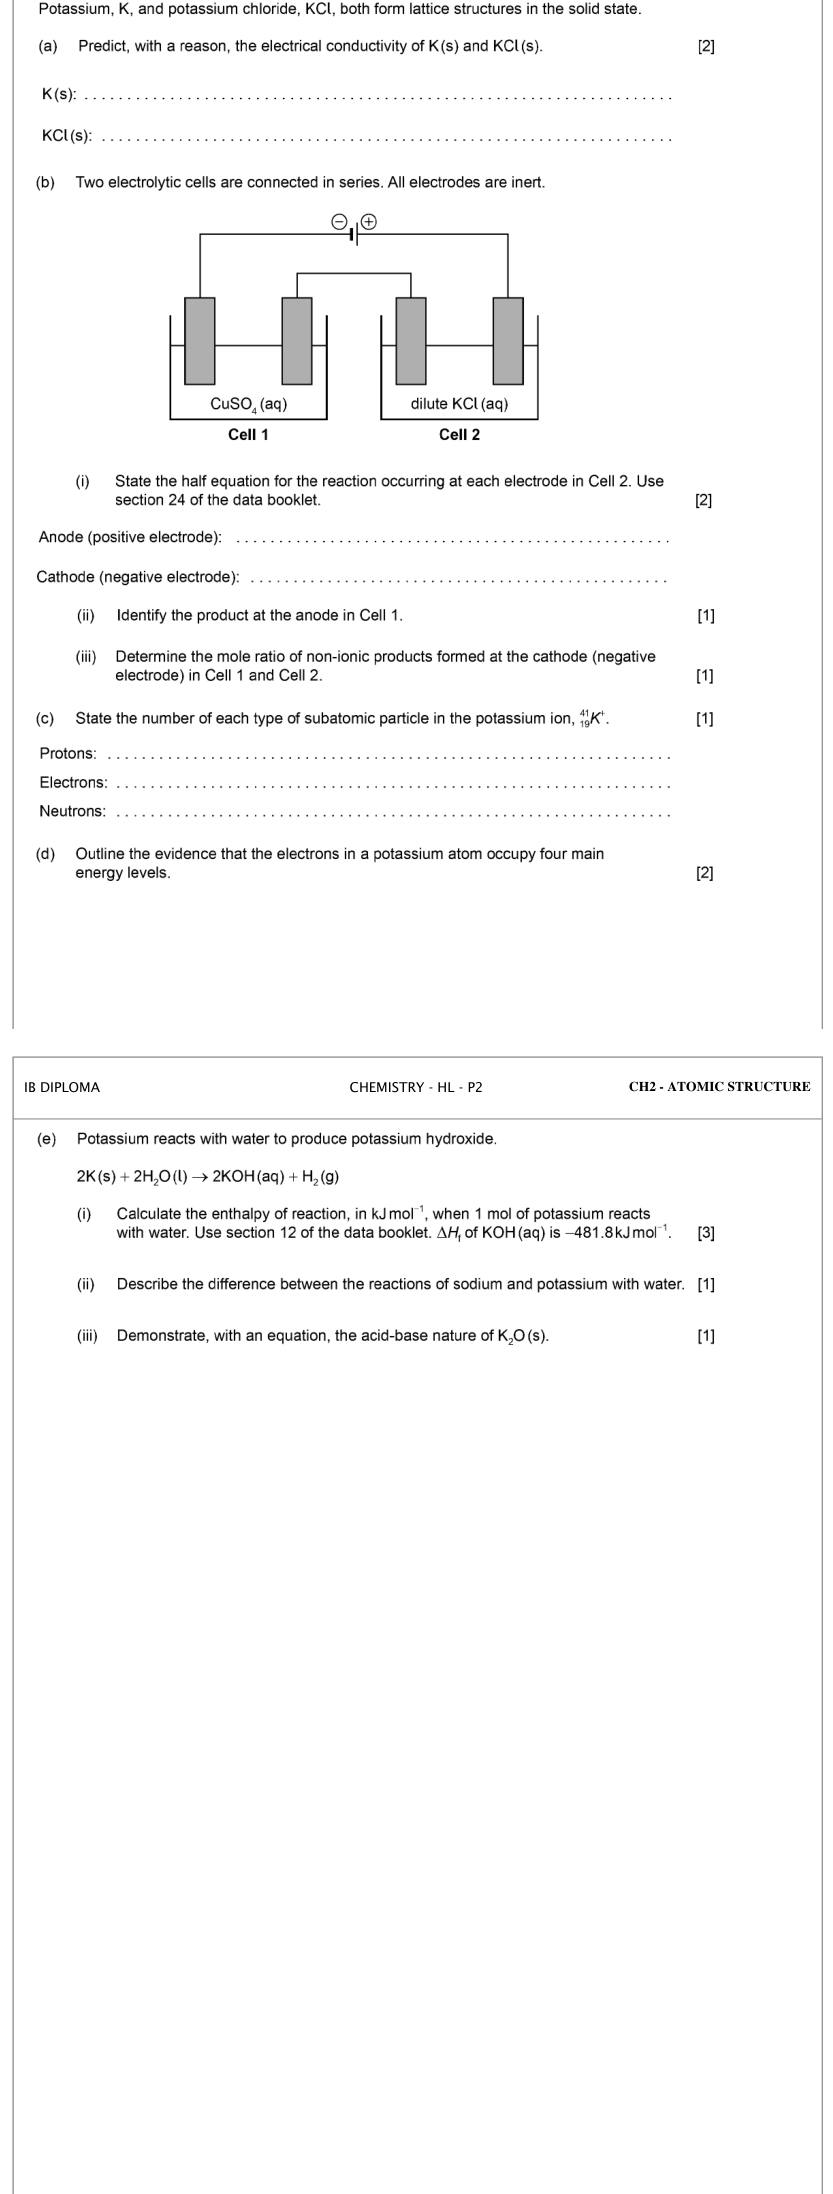 Potassium, K, and potassium chloride, KCl, both form lattice structures in the solid state.
(a) Predict, with a reason, the electrical conductivity of K(s) and KCl(s). [2]
K(s): ........................................................................
KCl(s): ......................................................................
(b) Two electrolytic cells are connected in series. All electrodes are inert.
⊖ ⊕
CuSO₄(aq) dilute KCl(aq)
Cell 1 Cell 2
(i) State the half equation for the reaction occurring at each electrode in Cell 2. Use
section 24 of the data booklet. [2]
Anode (positive electrode): .....................................................
Cathode (negative electrode): ...................................................
(ii) Identify the product at the anode in Cell 1. [1]
(iii) Determine the mole ratio of non-ionic products formed at the cathode (negative
electrode) in Cell 1 and Cell 2. [1]
(c) State the number of each type of subatomic particle in the potassium ion, ⁴¹₁₉K⁺. [1]
Protons: .....................................................................
Electrons: ....................................................................
Neutrons: ....................................................................
(d) Outline the evidence that the electrons in a potassium atom occupy four main
energy levels. [2]
IB DIPLOMA CHEMISTRY - HL - P2 CH2 - ATOMIC STRUCTURE
(e) Potassium reacts with water to produce potassium hydroxide.
2K(s) + 2H₂O(l) → 2KOH(aq) + H₂(g)
(i) Calculate the enthalpy of reaction, in kJ mol⁻¹, when 1 mol of potassium reacts
with water. Use section 12 of the data booklet. ΔHf of KOH(aq) is −481.8 kJ mol⁻¹. [3]
(ii) Describe the difference between the reactions of sodium and potassium with water. [1]
(iii) Demonstrate, with an equation, the acid-base nature of K₂O(s). [1]